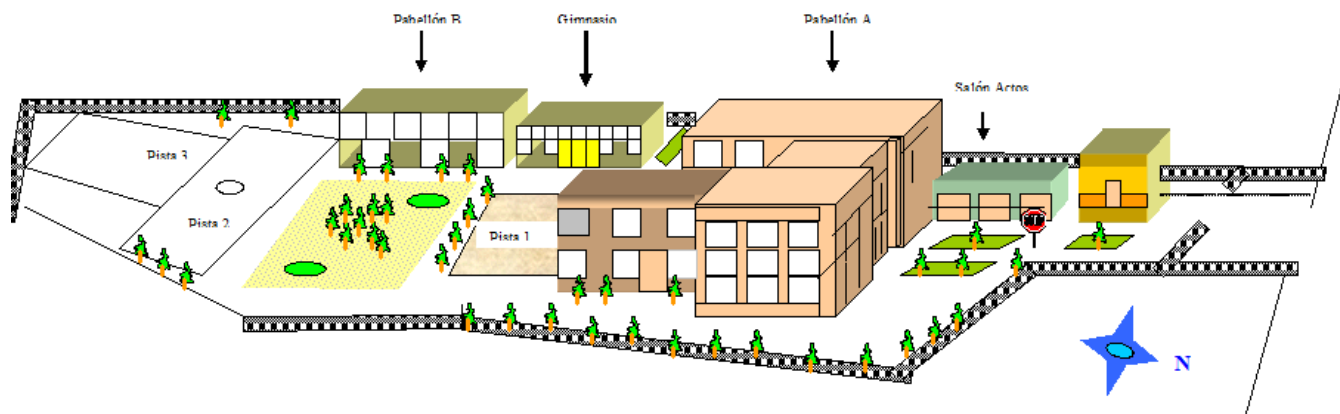 Pabellón B
Gimnasio
Pabellón A
Salón Actos
Pista 3
Pista 2
Pista 1
N